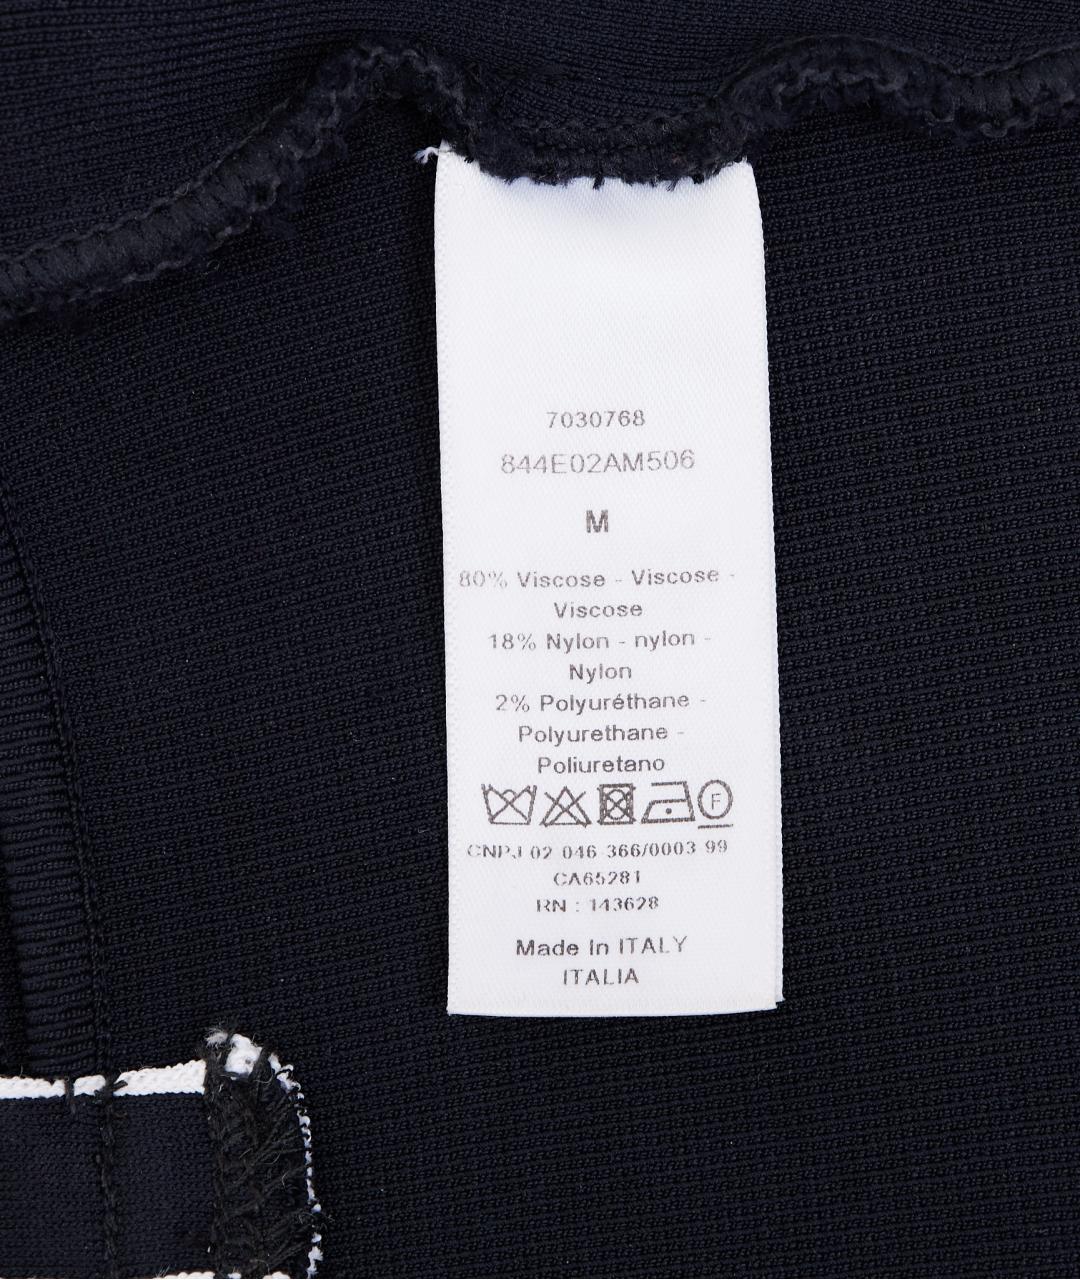 7030768
844E02AM506
M
80% Viscose - Viscose -
Viscose
18% Nylon - nylon -
Nylon
2% Polyuréthane -
Polyurethane -
Poliuretano
F
CNPJ 02 046 366/0003 99
CA65281
RN : 143628
Made In ITALY
ITALIA